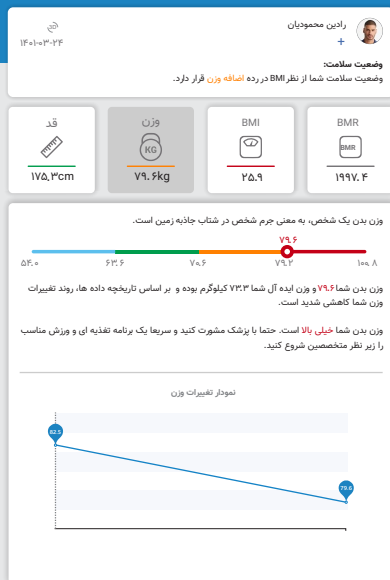 رادین محمودیان
۱۴۰۱-۰۳-۲۴
+
وضعیت سلامت:
وضعیت سلامت شما از نظر BMI در رده اضافه وزن قرار دارد.
BMR
BMI
وزن
قد
BMR
KG
۱۹۹۷.۴
۲۵.۹
۷۹.۶kg
۱۷۵.۳cm
وزن بدن یک شخص، به معنی جرم شخص در شتاب جاذبه زمین است.
۷۹.۶
۵۴.۰ ۶۳.۶ ۷۰.۶ ۷۹.۲ ۱۰۰.۸
وزن بدن شما ۷۹.۶ و وزن ایده آل شما ۷۳.۳ کیلوگرم بوده و بر اساس تاریخچه داده ها، روند تغییرات
وزن شما کاهشی شدید است.
وزن بدن شما خیلی بالا است. حتما با پزشک مشورت کنید و سریعا یک برنامه تغذیه ای و ورزش مناسب
را زیر نظر متخصصین شروع کنید.
نمودار تغییرات وزن
82.5
79.6